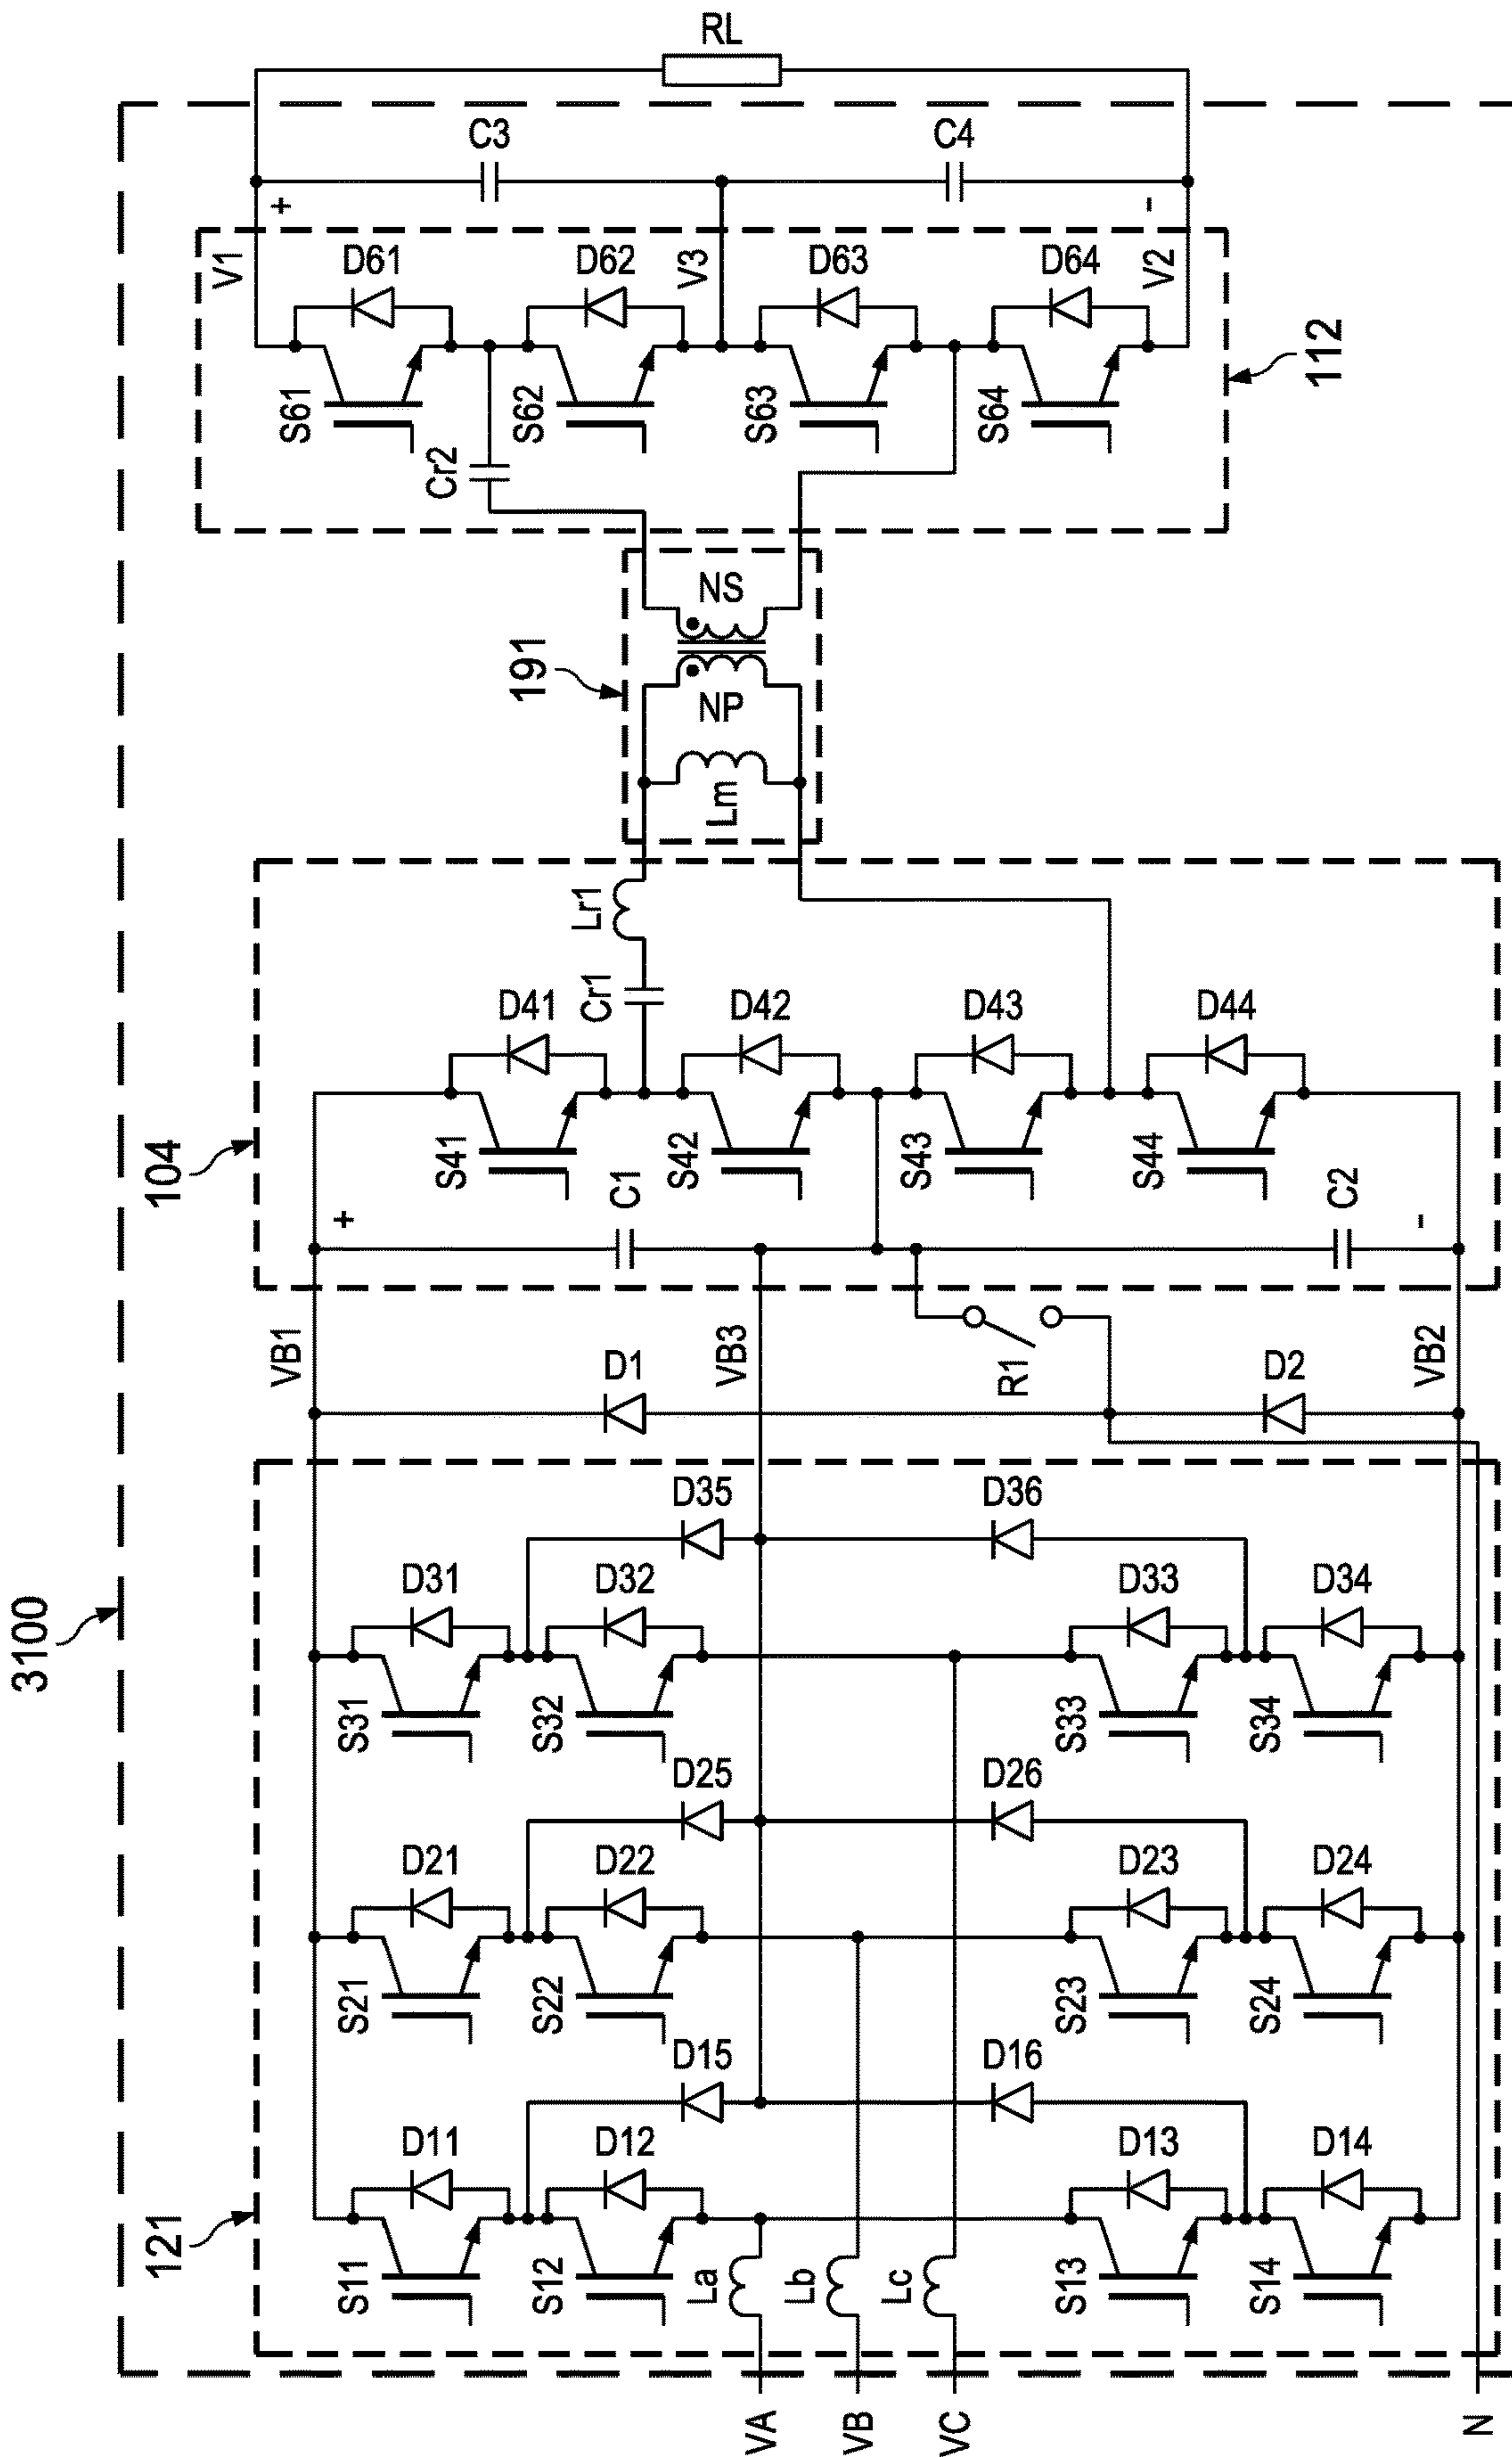 3100
121
104
191
112
VA
VB
VC
N
La
Lb
Lc
S11
D11
S12
D12
D15
D16
S13
D13
S14
D14
S21
D21
S22
D22
D25
D26
S23
D23
S24
D24
S31
D31
S32
D32
D35
D36
S33
D33
S34
D34
VB1
VB3
VB2
D1
D2
R1
+
C1
C2
-
S41
D41
S42
D42
S43
D43
S44
D44
Cr1
Lr1
Lm
NP
NS
Cr2
S61
D61
S62
D62
S63
D63
S64
D64
V1
V3
V2
+
-
C3
C4
RL